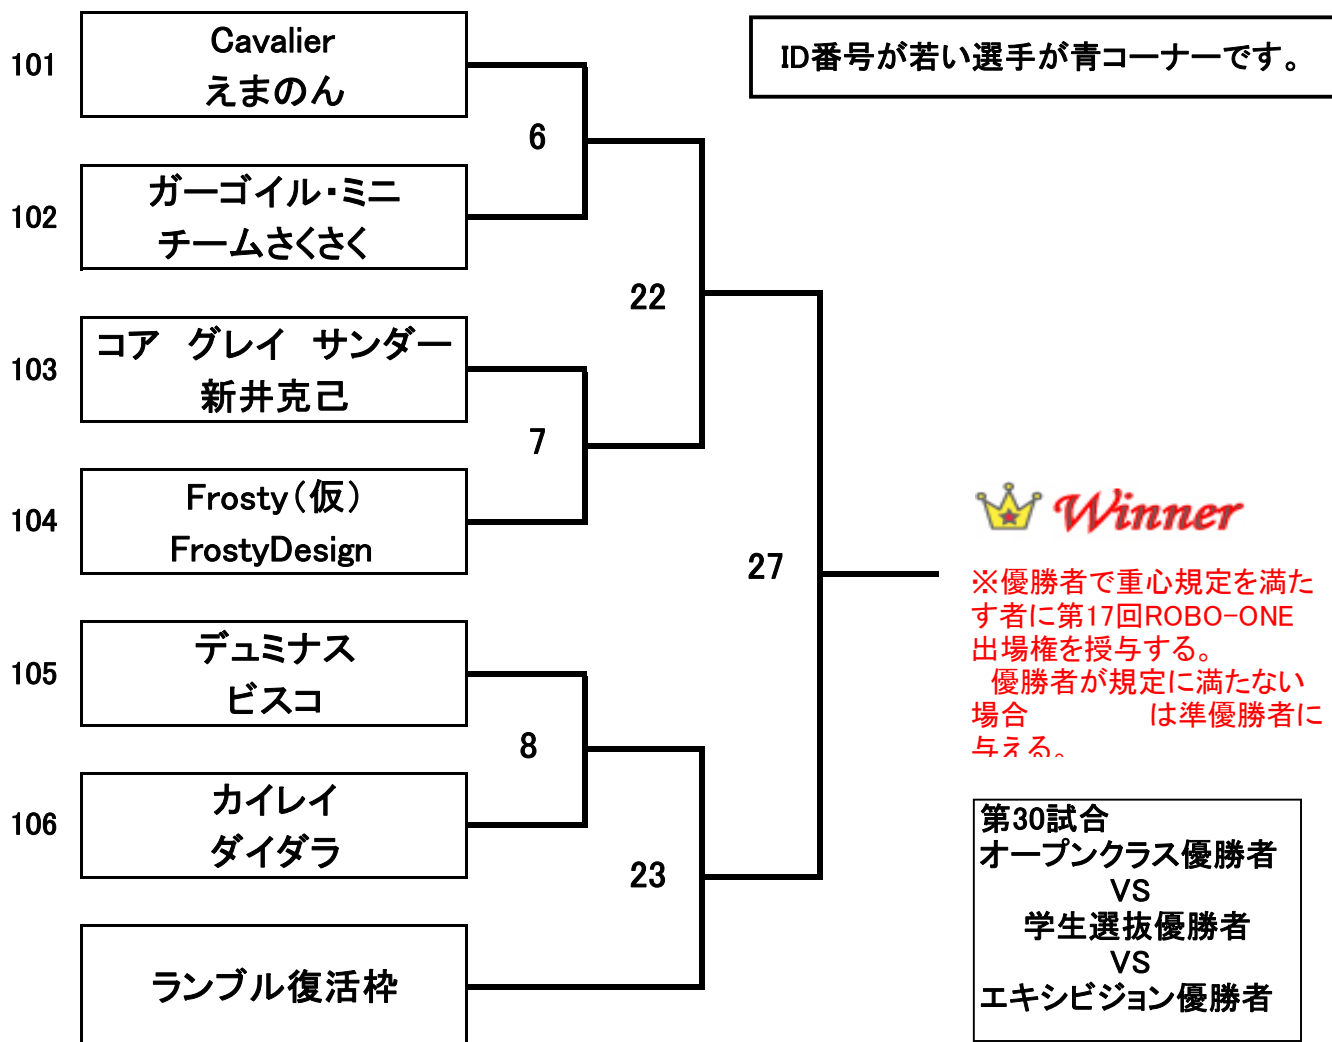 101
Cavalier
えまのん
ID番号が若い選手が青コーナーです。
6
102
ガーゴイル・ミニ
チームさくさく
22
103
コア　グレイ　サンダー
新井克己
7
104
Frosty（仮）
FrostyDesign
27
Winner
※優勝者で重心規定を満た
す者に第17回ROBO-ONE
出場権を授与する。
　優勝者が規定に満たない
場合　　　　は準優勝者に
与える。
105
デュミナス
ビスコ
8
106
カイレイ
ダイダラ
23
ランブル復活枠
第30試合
オープンクラス優勝者
VS
学生選抜優勝者
VS
エキシビジョン優勝者